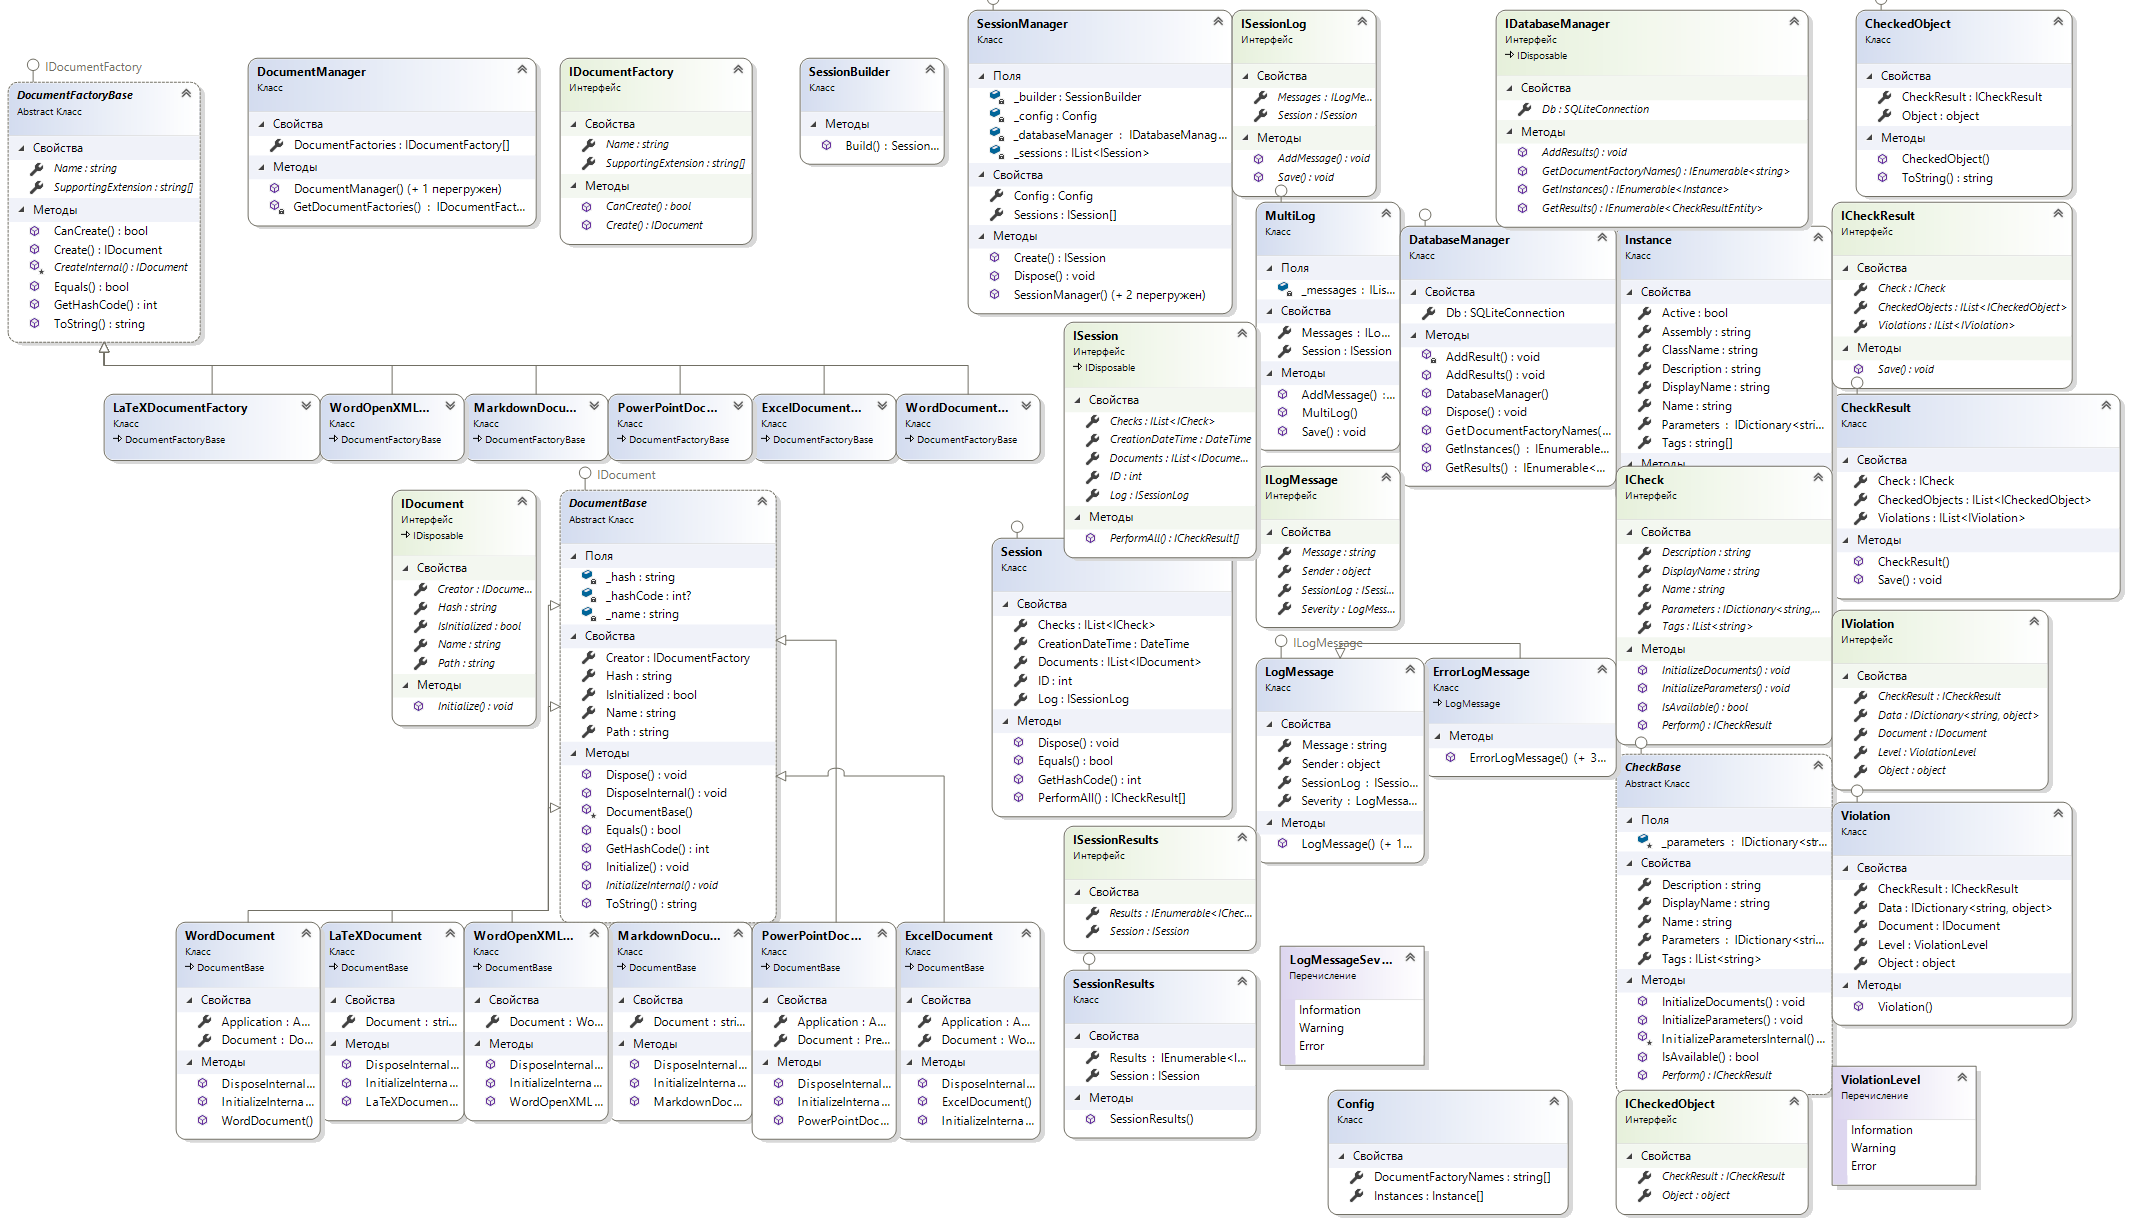 IDocumentFactory
DocumentFactoryBase
Abstract Класс
Свойства
Name : string
SupportingExtension : string[]
Методы
CanCreate() : bool
Create() : IDocument
CreateInternal() : IDocument
Equals() : bool
GetHashCode() : int
ToString() : string
DocumentManager
Класс
Свойства
DocumentFactories : IDocumentFactory[]
Методы
DocumentManager() (+ 1 перегружен)
GetDocumentFactories() : IDocumentFact...
IDocumentFactory
Интерфейс
Свойства
Name : string
SupportingExtension : string[]
Методы
CanCreate() : bool
Create() : IDocument
SessionBuilder
Класс
Методы
Build() : Session...
SessionManager
Класс
Поля
_builder : SessionBuilder
_config : Config
_databaseManager : IDatabaseManag...
_sessions : IList<ISession>
Свойства
Config : Config
Sessions : ISession[]
Методы
Create() : ISession
Dispose() : void
SessionManager() (+ 2 перегружен)
ISessionLog
Интерфейс
Свойства
Messages : ILogMe...
Session : ISession
Методы
AddMessage() : void
Save() : void
IDatabaseManager
Интерфейс
IDisposable
Свойства
Db : SQLiteConnection
Методы
AddResults() : void
GetDocumentFactoryNames() : IEnumerable<string>
GetInstances() : IEnumerable<Instance>
GetResults() : IEnumerable<CheckResultEntity>
CheckedObject
Класс
Свойства
CheckResult : ICheckResult
Object : object
Методы
CheckedObject()
ToString() : string
MultiLog
Класс
Поля
_messages : ILis...
Свойства
Messages : ILo...
Session : ISession
Методы
AddMessage() :...
MultiLog()
Save() : void
DatabaseManager
Класс
Свойства
Db : SQLiteConnection
Методы
AddResult() : void
AddResults() : void
DatabaseManager()
Dispose() : void
GetDocumentFactoryNames(...
GetInstances() : IEnumerable...
GetResults() : IEnumerable<...
Instance
Класс
Свойства
Active : bool
Assembly : string
ClassName : string
Description : string
DisplayName : string
Name : string
Parameters : IDictionary<stri...
Tags : string[]
Методы
ICheckResult
Интерфейс
Свойства
Check : ICheck
CheckedObjects : IList<ICheckedObject>
Violations : IList<IViolation>
Методы
Save() : void
LaTeXDocumentFactory
Класс
DocumentFactoryBase
WordOpenXML...
Класс
DocumentFactoryBase
MarkdownDocu...
Класс
DocumentFactoryBase
PowerPointDoc...
Класс
DocumentFactoryBase
ExcelDocument...
Класс
DocumentFactoryBase
WordDocument...
Класс
DocumentFactoryBase
ISession
Интерфейс
IDisposable
Свойства
Checks : IList<ICheck>
CreationDateTime : DateTime
Documents : IList<IDocume...
ID : int
Log : ISessionLog
Методы
PerformAll() : ICheckResult[]
CheckResult
Класс
Свойства
Check : ICheck
CheckedObjects : IList<ICheckedObject>
Violations : IList<IViolation>
Методы
CheckResult()
Save() : void
IDocument
Интерфейс
IDisposable
Свойства
Creator : IDocume...
Hash : string
IsInitialized : bool
Name : string
Path : string
Методы
Initialize() : void
IDocument
DocumentBase
Abstract Класс
Поля
_hash : string
_hashCode : int?
_name : string
Свойства
Creator : IDocumentFactory
Hash : string
IsInitialized : bool
Name : string
Path : string
Методы
Dispose() : void
DisposeInternal() : void
DocumentBase()
Equals() : bool
GetHashCode() : int
Initialize() : void
InitializeInternal() : void
ToString() : string
Session
Класс
Свойства
Checks : IList<ICheck>
CreationDateTime : DateTime
Documents : IList<IDocument>
ID : int
Log : ISessionLog
Методы
Dispose() : void
Equals() : bool
GetHashCode() : int
PerformAll() : ICheckResult[]
ILogMessage
Интерфейс
Свойства
Message : string
Sender : object
SessionLog : ISessi...
Severity : LogMess...
ICheck
Интерфейс
Свойства
Description : string
DisplayName : string
Name : string
Parameters : IDictionary<string,...
Tags : IList<string>
Методы
InitializeDocuments() : void
InitializeParameters() : void
IsAvailable() : bool
Perform() : ICheckResult
IViolation
Интерфейс
Свойства
CheckResult : ICheckResult
Data : IDictionary<string, object>
Document : IDocument
Level : ViolationLevel
Object : object
ILogMessage
LogMessage
Класс
Свойства
Message : string
Sender : object
SessionLog : ISessio...
Severity : LogMessa...
Методы
LogMessage() (+ 1...
ErrorLogMessage
Класс
LogMessage
Методы
ErrorLogMessage() (+ 3...
CheckBase
Abstract Класс
Поля
_parameters : IDictionary<str...
Свойства
Description : string
DisplayName : string
Name : string
Parameters : IDictionary<stri...
Tags : IList<string>
Методы
InitializeDocuments() : void
InitializeParameters() : void
InitializeParametersInternal() ...
IsAvailable() : bool
Perform() : ICheckResult
Violation
Класс
Свойства
CheckResult : ICheckResult
Data : IDictionary<string, object>
Document : IDocument
Level : ViolationLevel
Object : object
Методы
Violation()
ISessionResults
Интерфейс
Свойства
Results : IEnumerable<IChec...
Session : ISession
WordDocument
Класс
DocumentBase
Свойства
Application : A...
Document : Do...
Методы
DisposeInternal...
InitializeInterna...
WordDocument()
LaTeXDocument
Класс
DocumentBase
Свойства
Document : stri...
Методы
DisposeInternal...
InitializeInterna...
LaTeXDocumen...
WordOpenXML...
Класс
DocumentBase
Свойства
Document : Wo...
Методы
DisposeInternal...
InitializeInterna...
WordOpenXML...
MarkdownDocu...
Класс
DocumentBase
Свойства
Document : stri...
Методы
DisposeInternal...
InitializeInterna...
MarkdownDoc...
PowerPointDoc...
Класс
DocumentBase
Свойства
Application : A...
Document : Pre...
Методы
DisposeInternal...
InitializeInterna...
PowerPointDoc...
ExcelDocument
Класс
DocumentBase
Свойства
Application : A...
Document : Wo...
Методы
DisposeInternal...
ExcelDocument()
InitializeInterna...
SessionResults
Класс
Свойства
Results : IEnumerable<I...
Session : ISession
Методы
SessionResults()
LogMessageSev...
Перечисление
Information
Warning
Error
Config
Класс
Свойства
DocumentFactoryNames : string[]
Instances : Instance[]
ICheckedObject
Интерфейс
Свойства
CheckResult : ICheckResult
Object : object
ViolationLevel
Перечисление
Information
Warning
Error